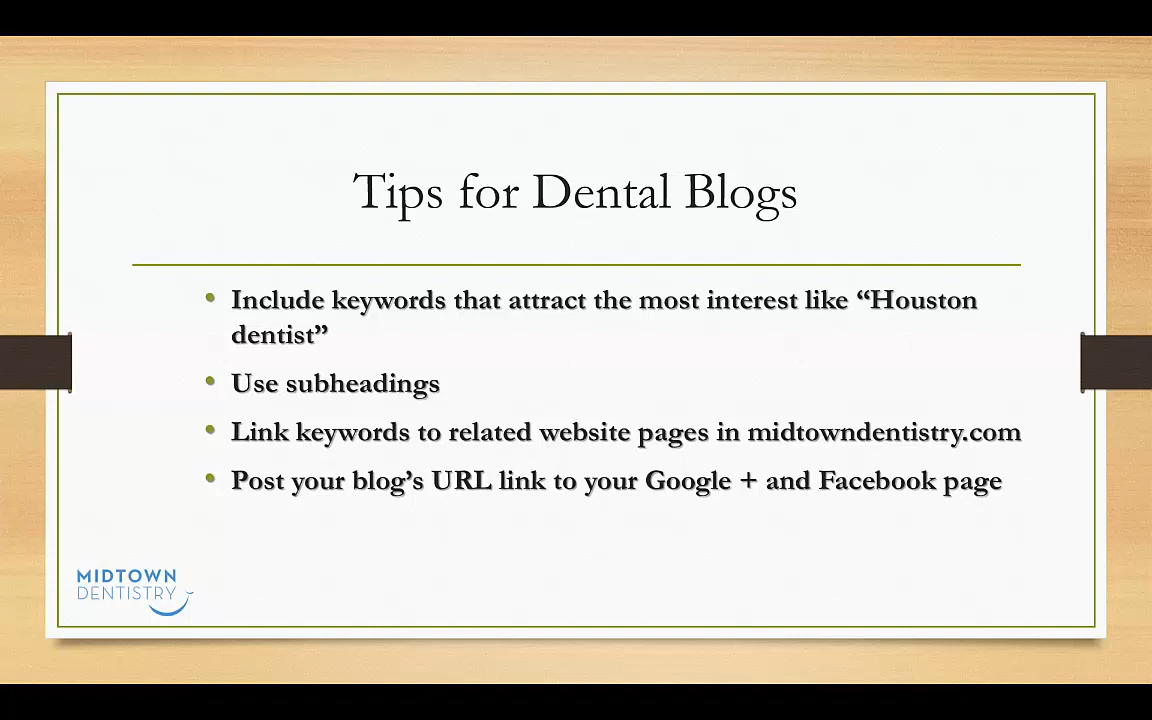 Tips for Dental Blogs
• Include keywords that attract the most interest like “Houston
dentist”
• Use subheadings
• Link keywords to related website pages in midtowndentistry.com
• Post your blog’s URL link to your Google + and Facebook page
MIDTOWN
DENTISTRY